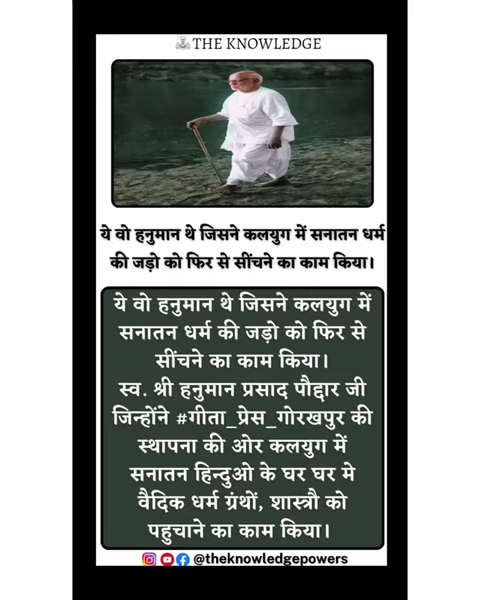 THE KNOWLEDGE
ये वो हनुमान थे जिसने कलयुग में सनातन धर्म
की जड़ो को फिर से सींचने का काम किया।
ये वो हनुमान थे जिसने कलयुग में
सनातन धर्म की जड़ो को फिर से
सींचने का काम किया।
स्व. श्री हनुमान प्रसाद पौद्दार जी
जिन्होंने #गीता_प्रेस_गोरखपुर की
स्थापना की ओर कलयुग में
सनातन हिन्दुओ के घर घर मे
वैदिक धर्म ग्रंथों, शास्त्रौ को
पहुचाने का काम किया।
@theknowledgepowers